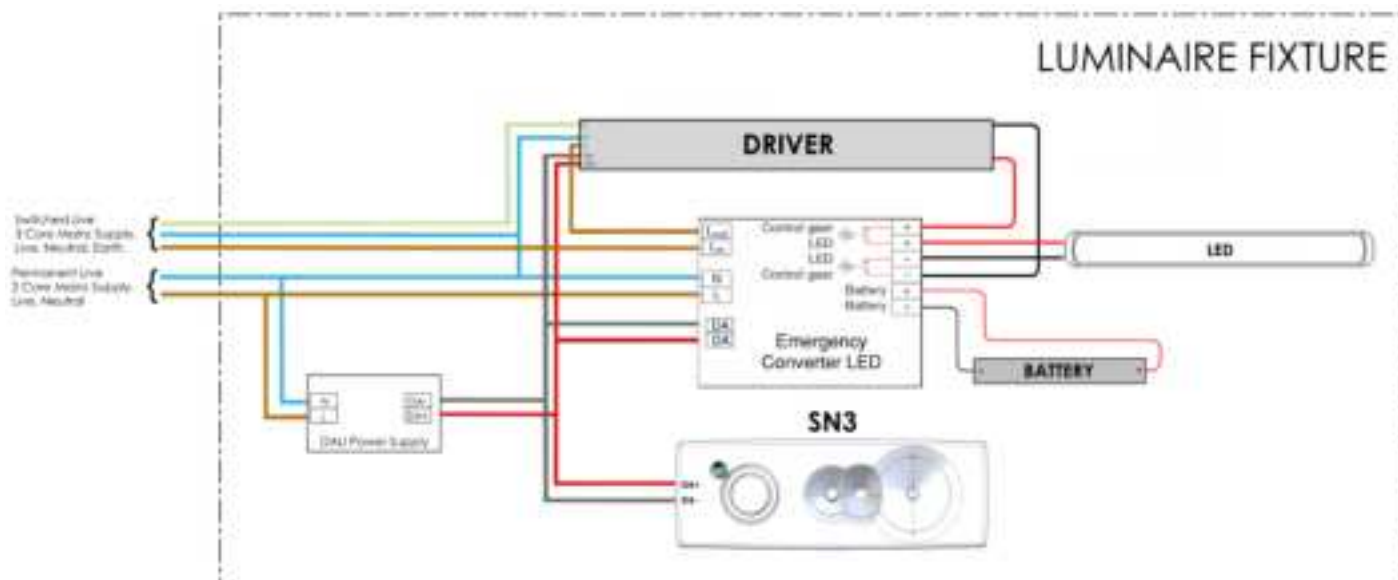 LUMINAIRE FIXTURE
DRIVER
Switched Live
3 Core Mains Supply
Live, Neutral, Earth
Permanent Live
2 Core Mains Supply
Live, Neutral
Control gear
LED
LED
Control gear
Battery
Battery
N
L
DA
DA
Emergency
Converter LED
LED
BATTERY
N
L
DALI Power Supply
SN3